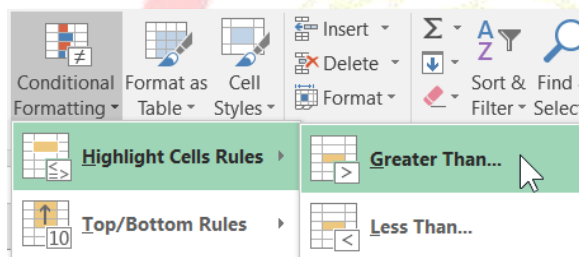 Insert
Delete
Format
Conditional Formatting
Format as Table
Cell Styles
Sort & Filter
Find
Highlight Cells Rules
Greater Than...
Top/Bottom Rules
10
Less Than...